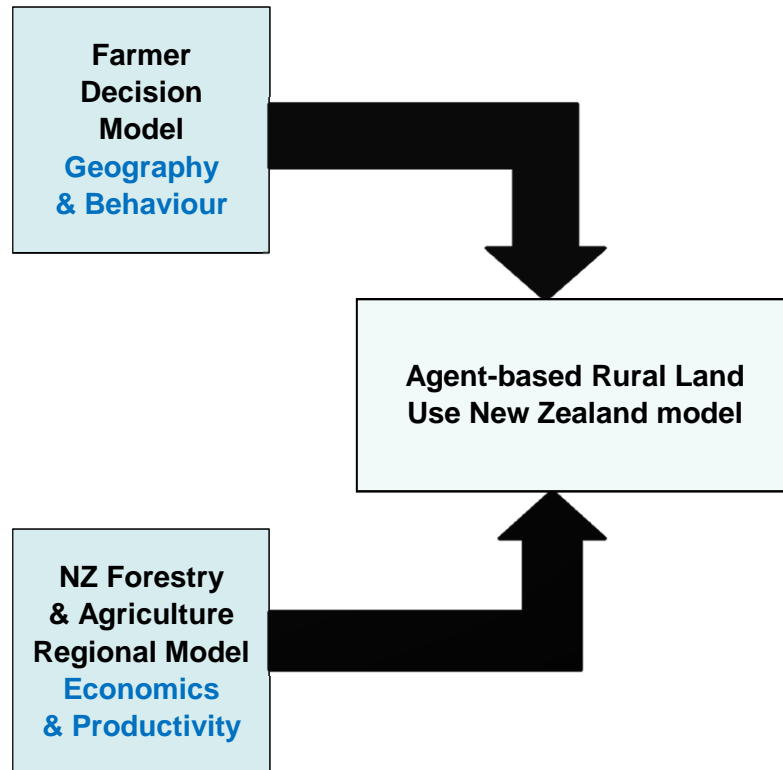 Farmer
Decision
Model
Geography
& Behaviour
Agent-based Rural Land
Use New Zealand model
NZ Forestry
& Agriculture
Regional Model
Economics
& Productivity